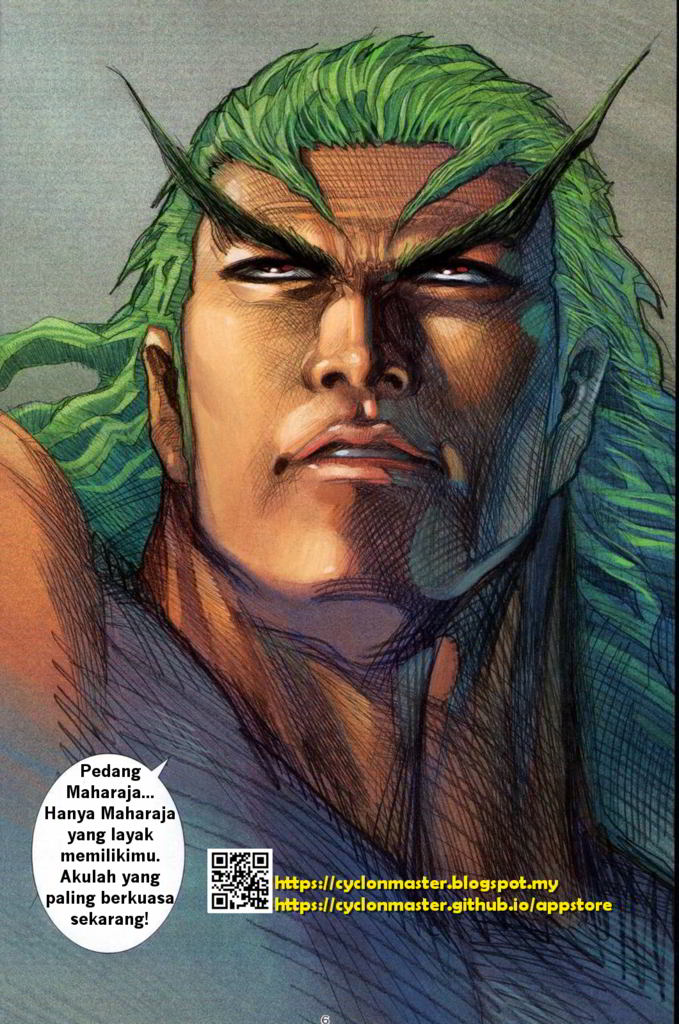 Pedang
Maharaja...
Hanya Maharaja
yang layak
memilikimu.
Akulah yang
paling berkuasa
sekarang!
https://cyclonmaster.blogspot.my
https://cyclonmaster.github.io/appstore
6